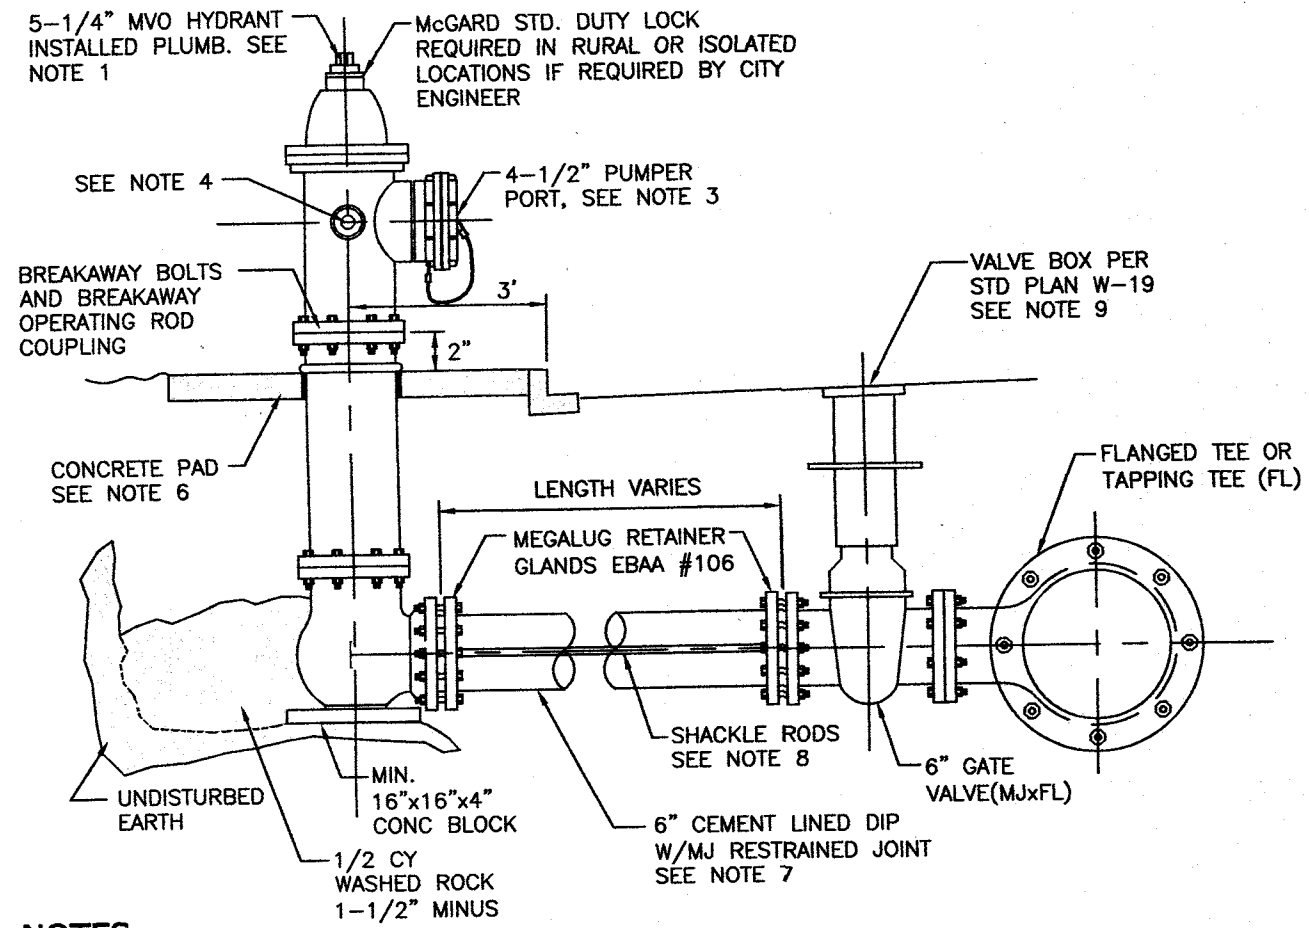 5-1/4" MVO HYDRANT
INSTALLED PLUMB. SEE
NOTE 1
McGARD STD. DUTY LOCK
REQUIRED IN RURAL OR ISOLATED
LOCATIONS IF REQUIRED BY CITY
ENGINEER
SEE NOTE 4
4-1/2" PUMPER
PORT, SEE NOTE 3
BREAKAWAY BOLTS
AND BREAKAWAY
OPERATING ROD
COUPLING
3'
2"
VALVE BOX PER
STD PLAN W-19
SEE NOTE 9
CONCRETE PAD
SEE NOTE 6
LENGTH VARIES
FLANGED TEE OR
TAPPING TEE (FL)
MEGALUG RETAINER
GLANDS EBAA #106
SHACKLE RODS
SEE NOTE 8
6" GATE
VALVE(MJxFL)
UNDISTURBED
EARTH
MIN.
16"x16"x4"
CONC BLOCK
6" CEMENT LINED DIP
W/MJ RESTRAINED JOINT
SEE NOTE 7
1/2 CY
WASHED ROCK
1-1/2" MINUS
NOTES